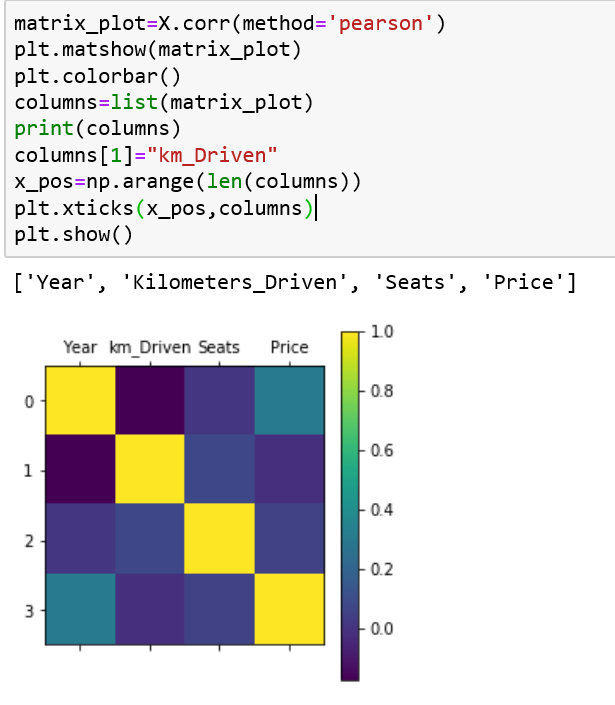 matrix_plot=X.corr(method='pearson')
plt.matshow(matrix_plot)
plt.colorbar()
columns=list(matrix_plot)
print(columns)
columns[1]="km_Driven"
x_pos=np.arange(len(columns))
plt.xticks(x_pos,columns)
plt.show()
['Year', 'Kilometers_Driven', 'Seats', 'Price']
Year km_Driven Seats Price
0
1
2
3
1.0
0.8
0.6
0.4
0.2
0.0